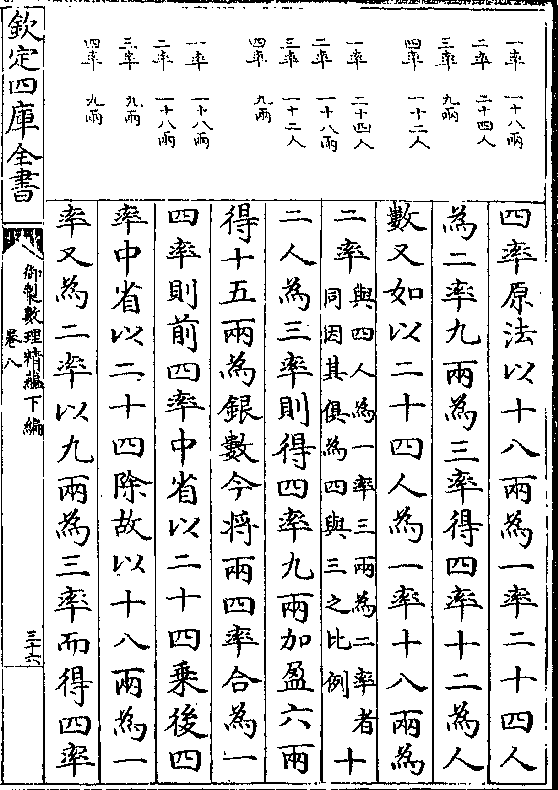 一率　一十八兩
二率　二十四人
三率　九兩
四率　一十二人
一率　二十四人
二率　一十八兩
三率　一十二人
四率　九兩
一率　一十八兩
二率　一十八兩
三率　九兩
四率　九兩
四率原法以十八兩為一率二十四人
為二率九兩為三率得四率十二為人
數又如以二十四人為一率十八兩為
二率與四人為一率三兩為二率者同因其俱為四與三之比例十
二人為三率則得四率九兩加盈六兩
得十五兩為銀數今將兩四率合為一
四率則前四率中省以二十四乘後四
率中省以二十四除故以十八兩為一
率又為二率以九兩為三率而得四率
欽定四庫全書
御製數理精蘊下編
卷八
三十六